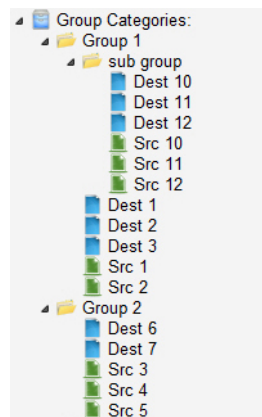 Group Categories:
Group 1
sub group
Dest 10
Dest 11
Dest 12
Src 10
Src 11
Src 12
Dest 1
Dest 2
Dest 3
Src 1
Src 2
Group 2
Dest 6
Dest 7
Src 3
Src 4
Src 5